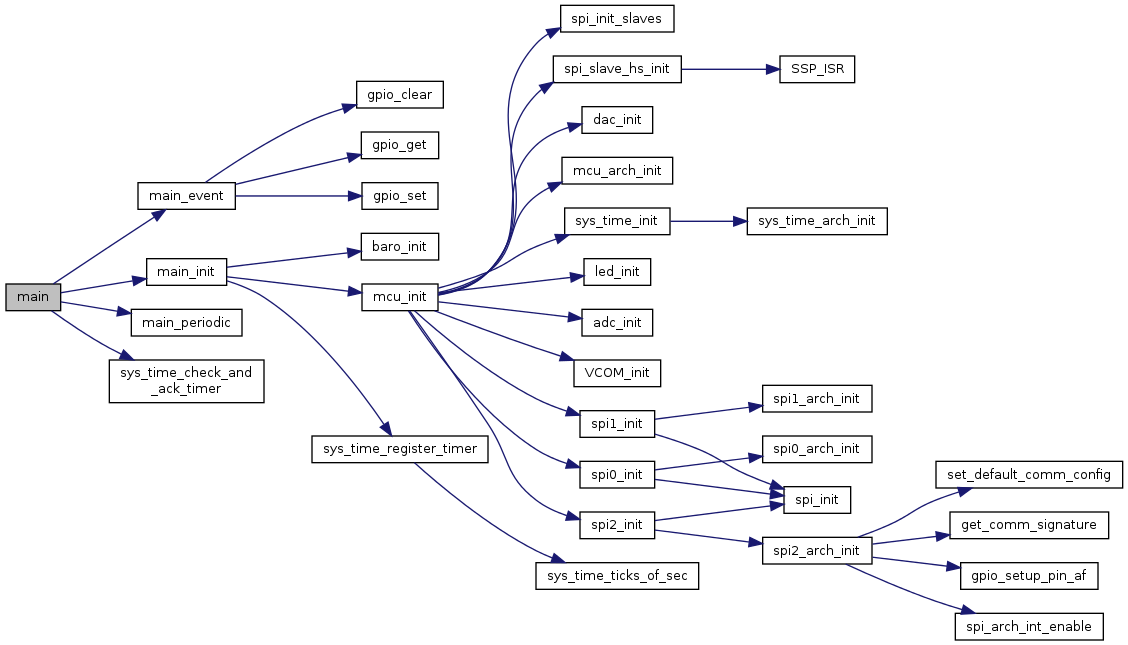 spi_init_slaves
spi_slave_hs_init
SSP_ISR
gpio_clear
dac_init
gpio_get
mcu_arch_init
main_event
gpio_set
sys_time_init
sys_time_arch_init
baro_init
main_init
led_init
main
mcu_init
main_periodic
adc_init
sys_time_check_and
_ack_timer
VCOM_init
spi1_arch_init
spi1_init
sys_time_register_timer
spi0_arch_init
spi0_init
set_default_comm_config
spi_init
spi2_init
get_comm_signature
spi2_arch_init
sys_time_ticks_of_sec
gpio_setup_pin_af
spi_arch_int_enable